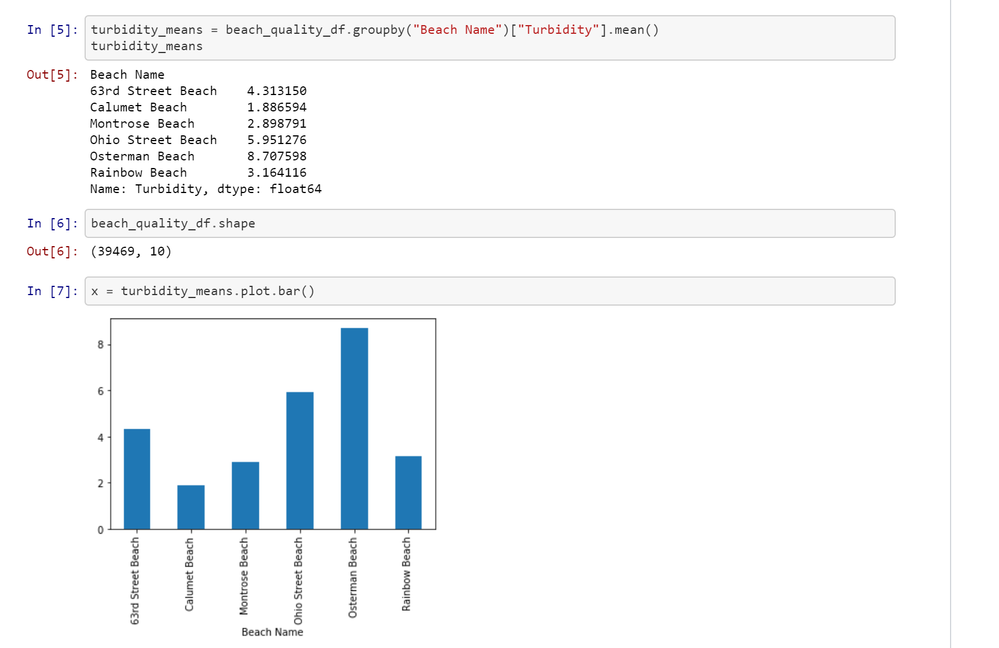 In [5]: turbidity_means = beach_quality_df.groupby("Beach Name")["Turbidity"].mean()
turbidity_means
Out[5]: Beach Name
63rd Street Beach    4.313150
Calumet Beach        1.886594
Montrose Beach       2.898791
Ohio Street Beach    5.951276
Osterman Beach       8.707598
Rainbow Beach        3.164116
Name: Turbidity, dtype: float64
In [6]: beach_quality_df.shape
Out[6]: (39469, 10)
In [7]: x = turbidity_means.plot.bar()
8
6
4
2
0
63rd Street Beach
Calumet Beach
Montrose Beach
Ohio Street Beach
Osterman Beach
Rainbow Beach
Beach Name